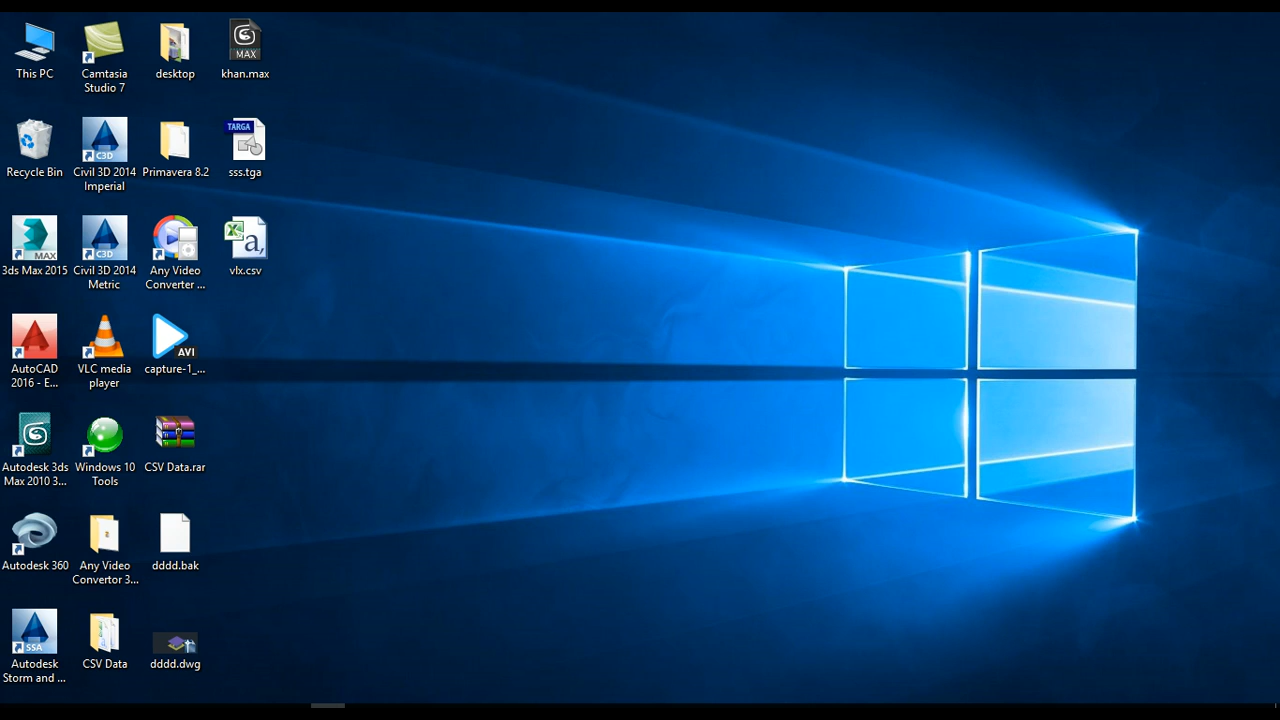 This PC
Camtasia
Studio 7
desktop
MAX
khan.max
Recycle Bin
C3D
Civil 3D 2014
Imperial
Primavera 8.2
TARGA
sss.tga
MAX
3ds Max 2015
C3D
Civil 3D 2014
Metric
Any Video
Converter ...
X
a,
vlx.csv
AutoCAD
2016 - E...
VLC media
player
AVI
capture-1_...
Autodesk 3ds
Max 2010 3...
Windows 10
Tools
CSV Data.rar
Autodesk 360
Any Video
Convertor 3...
dddd.bak
SSA
Autodesk
Storm and ...
CSV Data
dddd.dwg